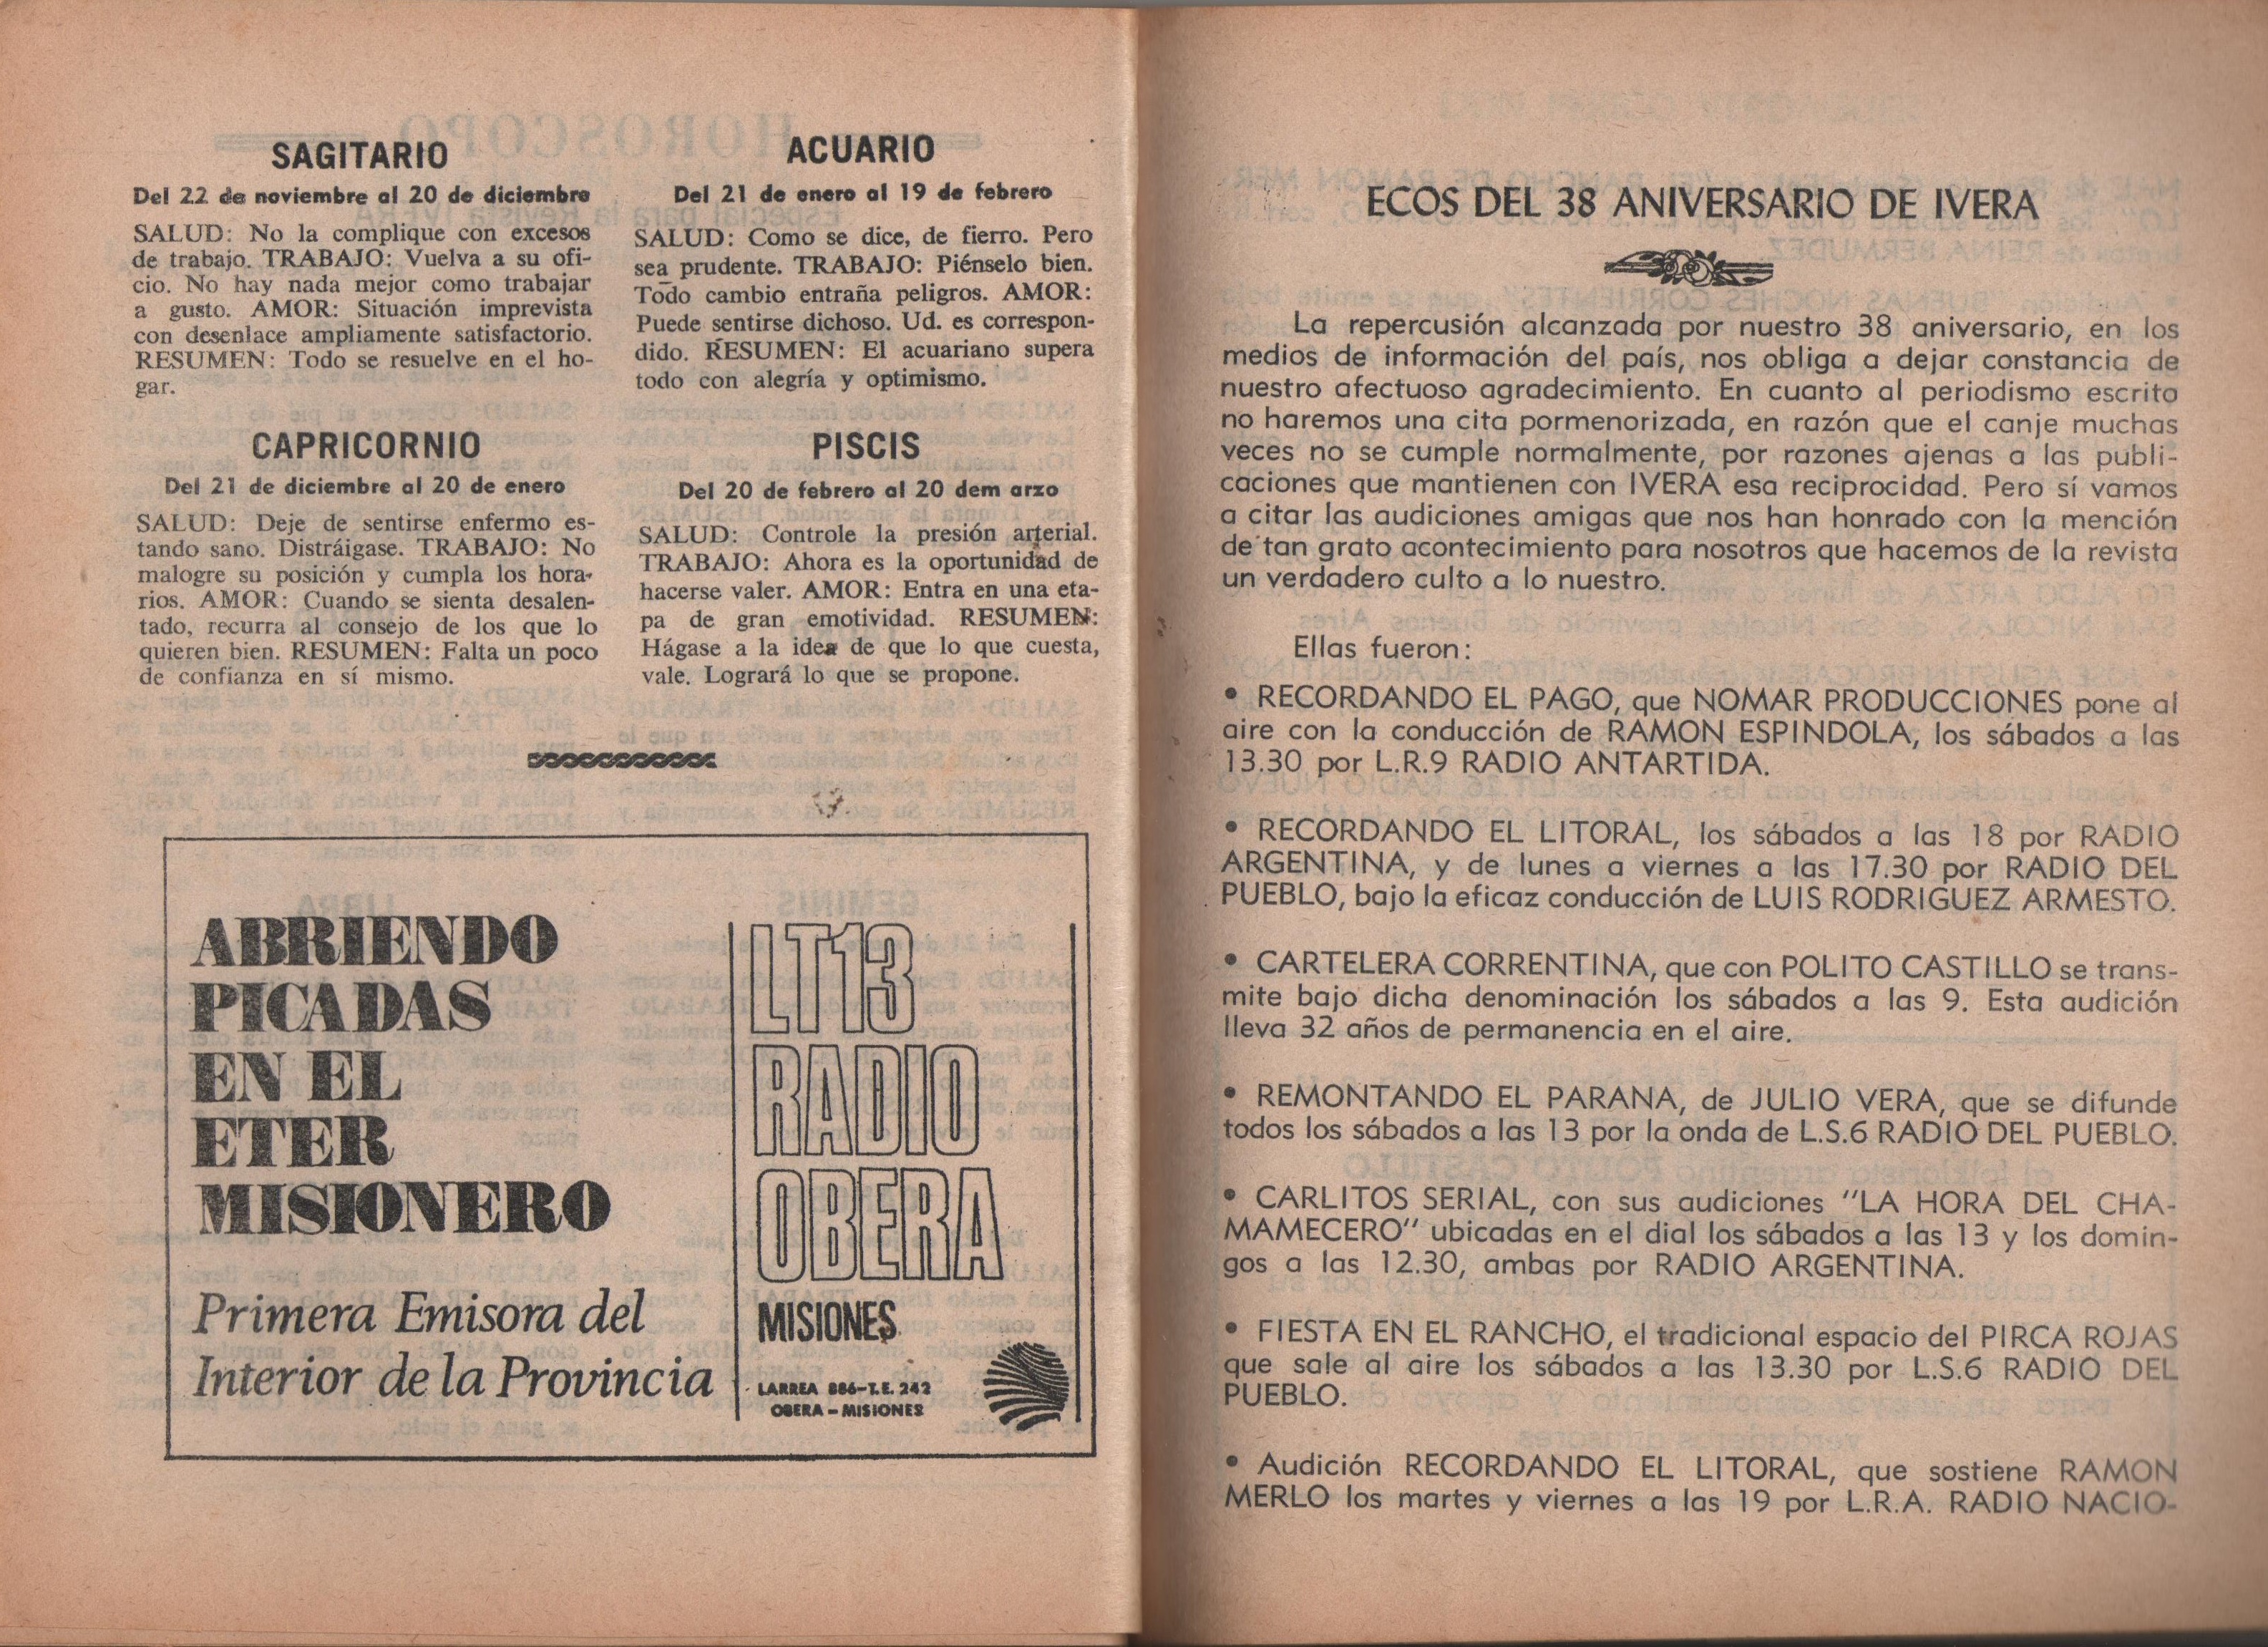 SAGITARIO
Del 22 de noviembre al 20 de diciembre
SALUD: No la complique con excesos
de trabajo. TRABAJO: Vuelva a su ofi-
cio. No hay nada mejor como trabajar
a gusto. AMOR: Situación imprevista
con desenlace ampliamente satisfactorio.
RESUMEN: Todo se resuelve en el ho-
gar.
CAPRICORNIO
Del 21 de diciembre al 20 de enero
SALUD: Deje de sentirse enfermo es-
tando sano. Distráigase. TRABAJO: No
malogre su posición y cumpla los hora-
rios. AMOR: Cuando se sienta desalen-
tado, recurra al consejo de los que lo
quieren bien. RESUMEN: Falta un poco
de confianza en sí mismo.
ACUARIO
Del 21 de enero al 19 de febrero
SALUD: Como se dice, de fierro. Pero
sea prudente. TRABAJO: Piénselo bien.
Todo cambio entraña peligros. AMOR:
Puede sentirse dichoso. Ud. es correspon-
dido. RESUMEN: El acuariano supera
todo con alegría y optimismo.
PISCIS
Del 20 de febrero al 20 dem arzo
SALUD: Controle la presión arterial.
TRABAJO: Ahora es la oportunidad de
hacerse valer. AMOR: Entra en una eta-
pa de gran emotividad. RESUMEN:
Hágase a la idea de que lo que cuesta,
vale. Logrará lo que se propone.
ABRIENDO
PICADAS
EN EL
ETER
MISIONERO
Primera Emisora del
Interior de la Provincia
LT13
RADIO
OBERA
MISIONES
LARREA 886-T.E. 242
OBERA - MISIONES
ECOS DEL 38 ANIVERSARIO DE IVERA
La repercusión alcanzada por nuestro 38 aniversario, en los
medios de información del país, nos obliga a dejar constancia de
nuestro afectuoso agradecimiento. En cuanto al periodismo escrito
no haremos una cita pormenorizada, en razón que el canje muchas
veces no se cumple normalmente, por razones ajenas a las publi-
caciones que mantienen con IVERA esa reciprocidad. Pero sí vamos
a citar las audiciones amigas que nos han honrado con la mención
de tan grato acontecimiento para nosotros que hacemos de la revista
un verdadero culto a lo nuestro.
Ellas fueron:
• RECORDANDO EL PAGO, que NOMAR PRODUCCIONES pone al
aire con la conducción de RAMON ESPINDOLA, los sábados a las
13.30 por L.R.9 RADIO ANTARTIDA.
• RECORDANDO EL LITORAL, los sábados a las 18 por RADIO
ARGENTINA, y de lunes a viernes a las 17.30 por RADIO DEL
PUEBLO, bajo la eficaz conducción de LUIS RODRIGUEZ ARMESTO.
• CARTELERA CORRENTINA, que con POLITO CASTILLO se trans-
mite bajo dicha denominación los sábados a las 9. Esta audición
lleva 32 años de permanencia en el aire.
• REMONTANDO EL PARANA, de JULIO VERA, que se difunde
todos los sábados a las 13 por la onda de L.S.6 RADIO DEL PUEBLO.
• CARLITOS SERIAL, con sus audiciones "LA HORA DEL CHA-
MAMECERO" ubicadas en el dial los sábados a las 13 y los domin-
gos a las 12.30, ambas por RADIO ARGENTINA.
• FIESTA EN EL RANCHO, el tradicional espacio del PIRCA ROJAS
que sale al aire los sábados a las 13.30 por L.S.6 RADIO DEL
PUEBLO.
• Audición RECORDANDO EL LITORAL, que sostiene RAMON
MERLO los martes y viernes a las 19 por L.R.A. RADIO NACIO-